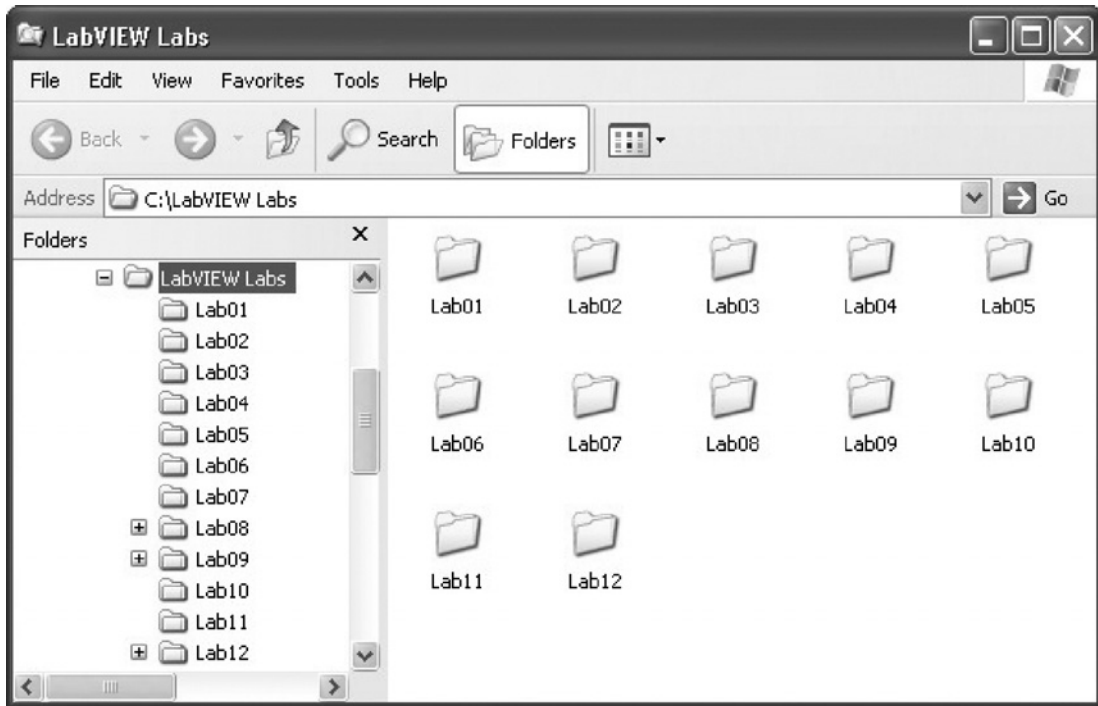 LabVIEW Labs
File Edit View Favorites Tools Help
Back Search Folders
Address C:\LabVIEW Labs Go
Folders
LabVIEW Labs
Lab01
Lab02
Lab03
Lab04
Lab05
Lab06
Lab07
Lab08
Lab09
Lab10
Lab11
Lab12
Lab01 Lab02 Lab03 Lab04 Lab05
Lab06 Lab07 Lab08 Lab09 Lab10
Lab11 Lab12